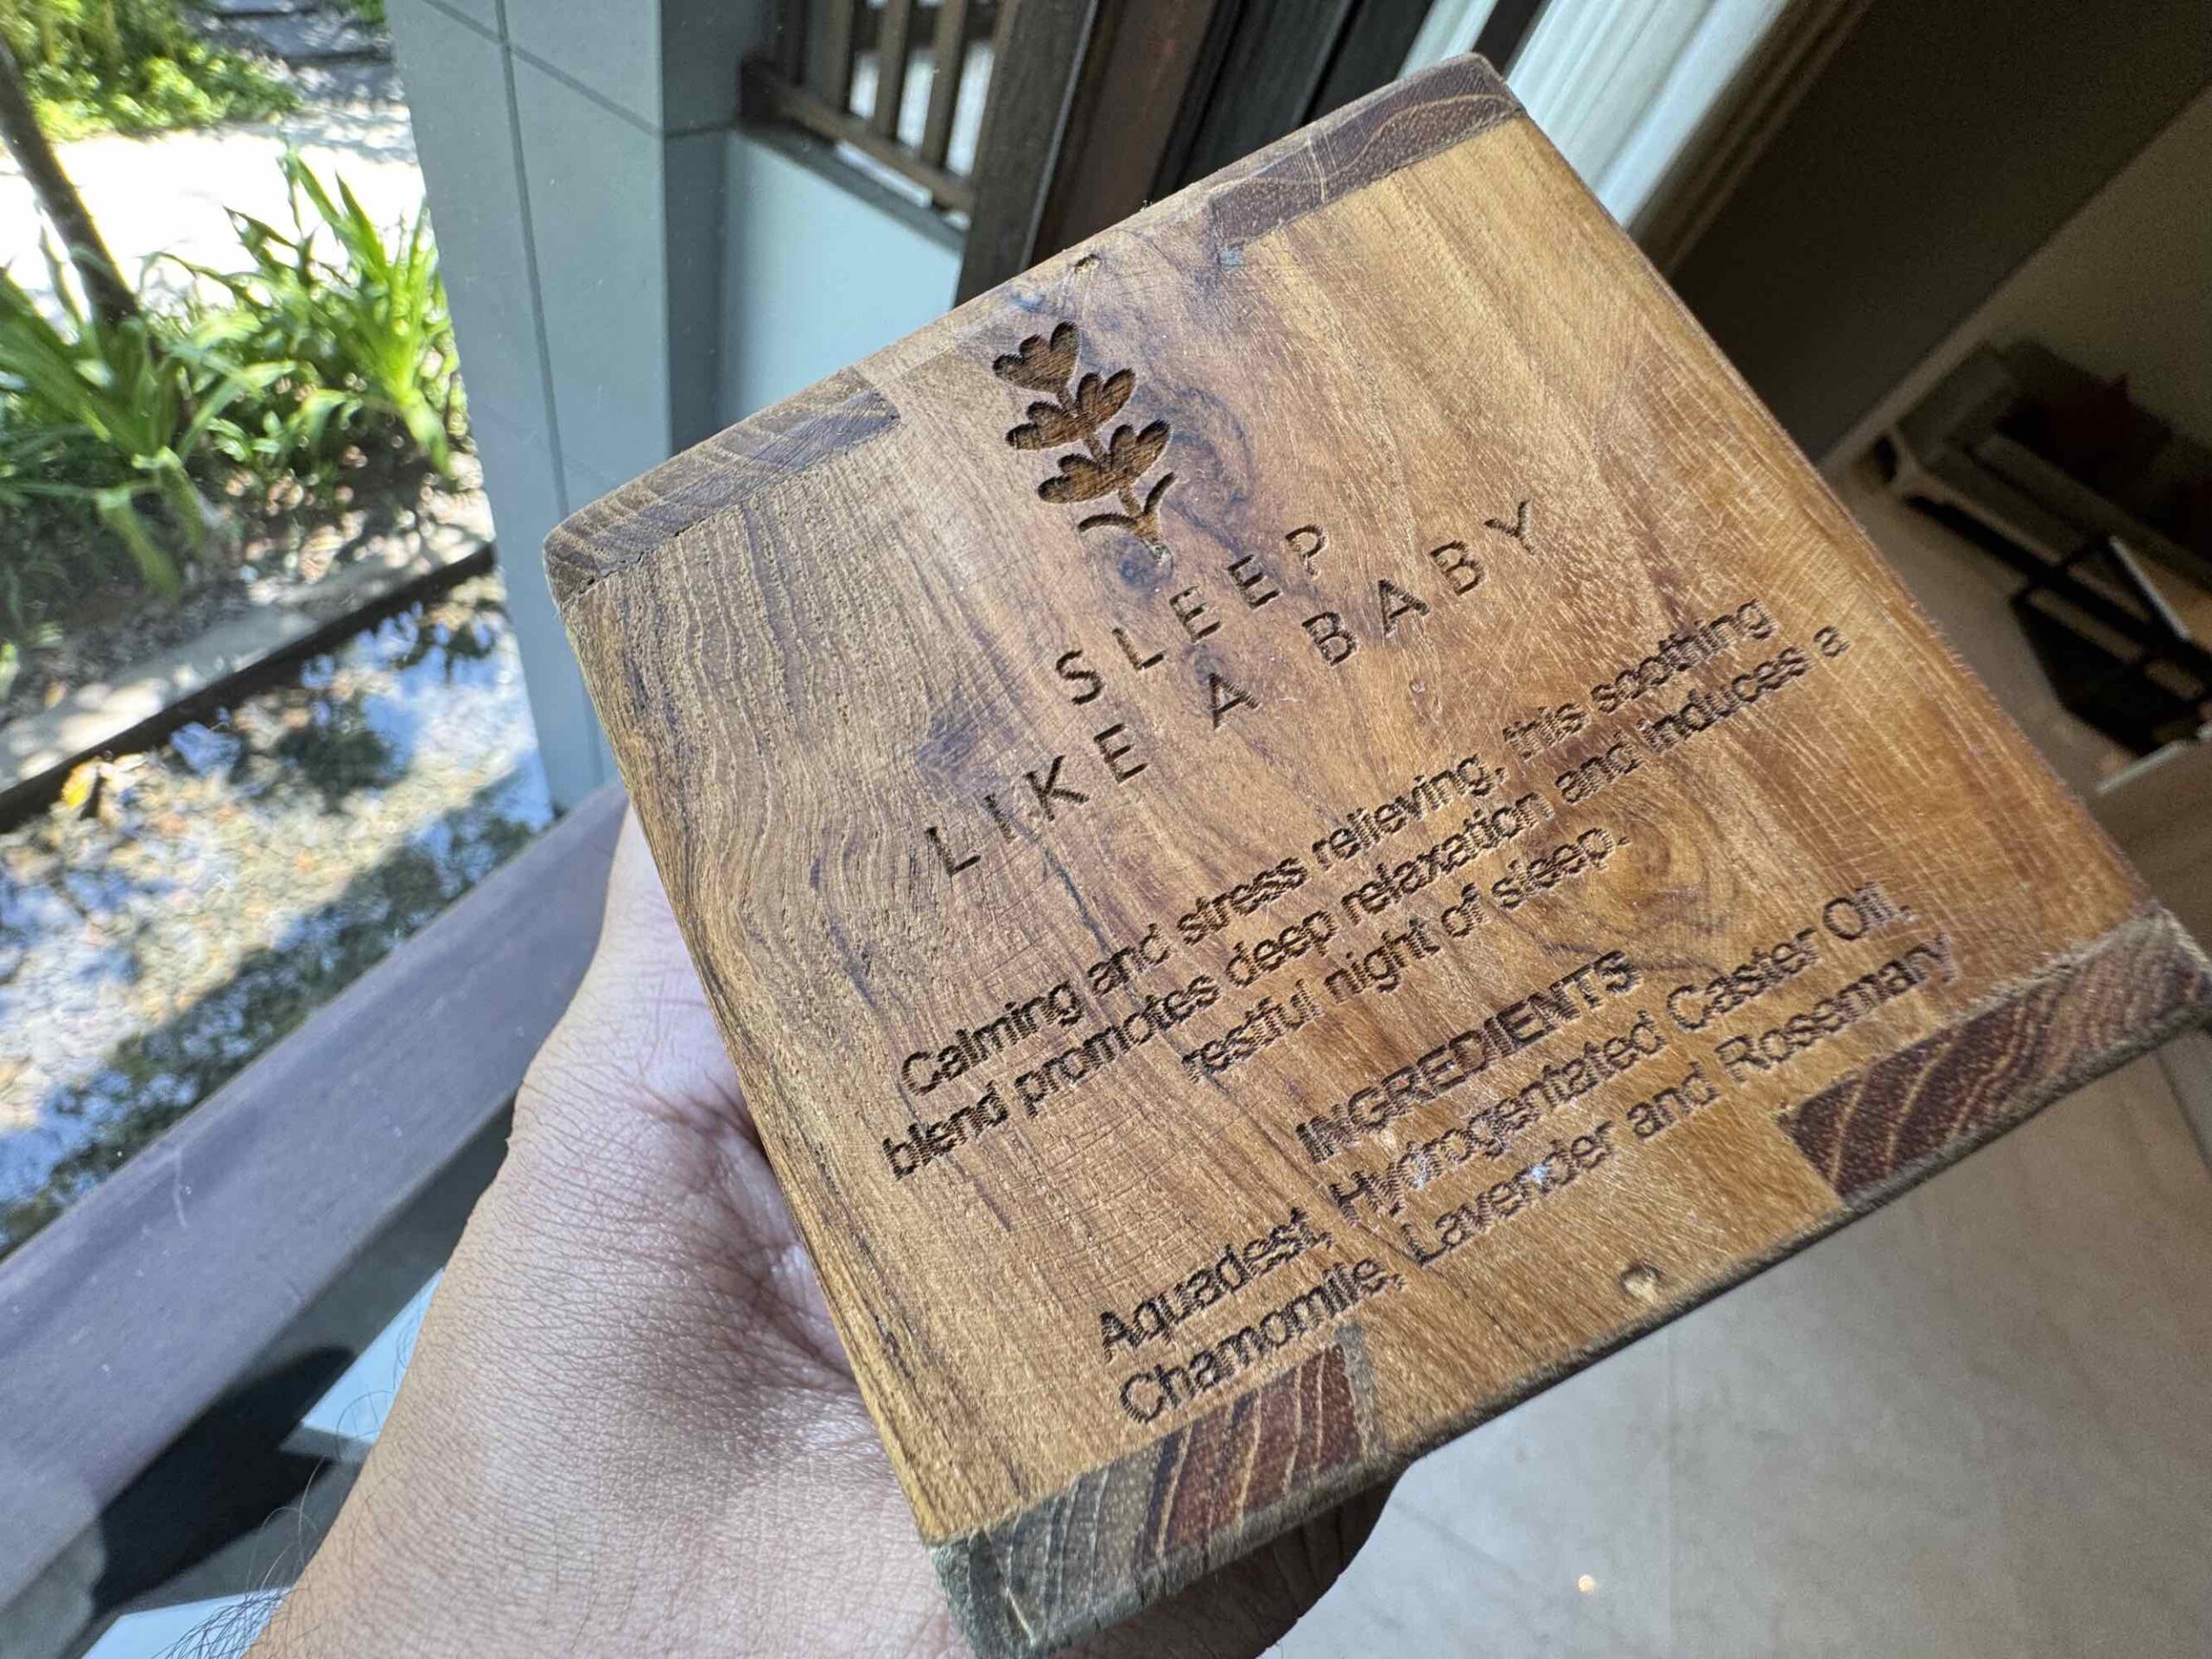 SLEEP
LIKE A BABY
Calming and stress relieving, this soothing
blend promotes deep relaxation and induces a
restful night of sleep.
INGREDIENTS
Aquadest, Hydrogentated Caster Oil,
Chamomile, Lavender and Rosemary